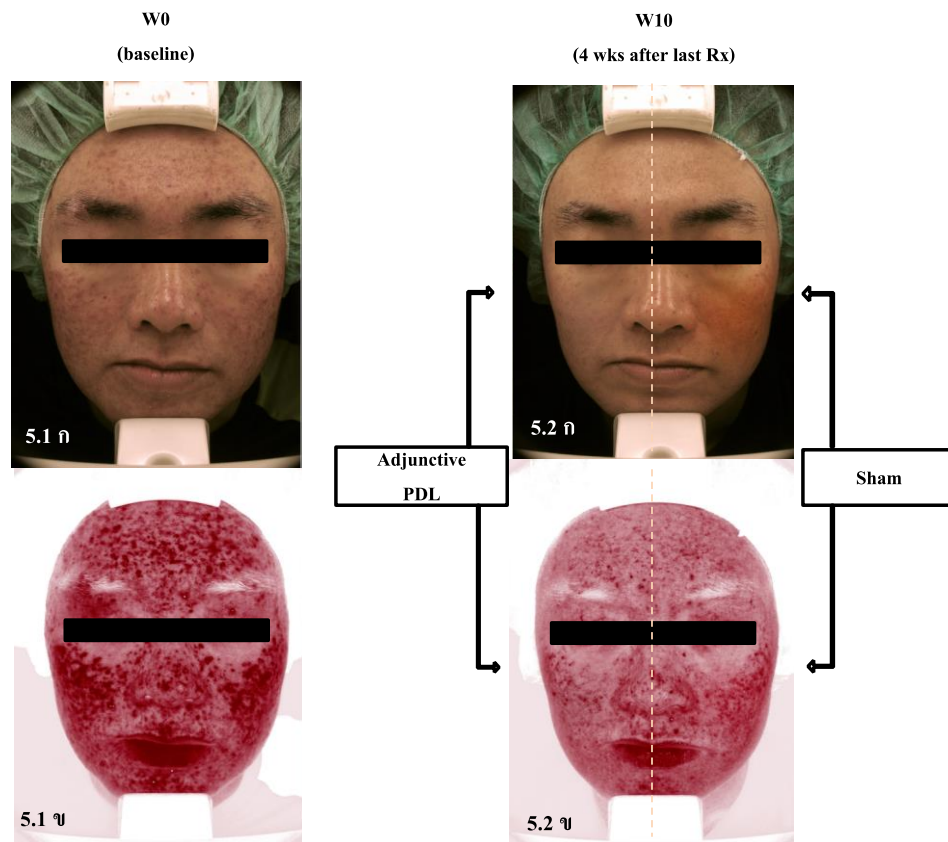 W0
(baseline)
W10
(4 wks after last Rx)
5.1 ก
5.2 ก
Adjunctive
PDL
Sham
5.1 ข
5.2 ข